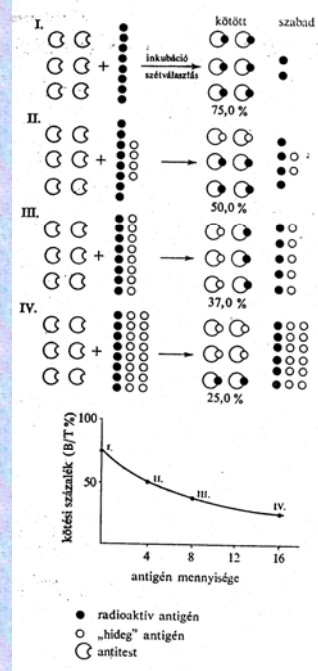 I.
kötött szabad
inkubáció
szétválasztás
+
75,0 %
II.
+
50,0 %
III.
+
37,0 %
IV.
+
25,0 %
kötési százalék (B/T %)
100
50
I.
II.
III.
IV.
4 8 12 16
antigén mennyisége
radioaktív antigén
„hideg” antigén
antitest